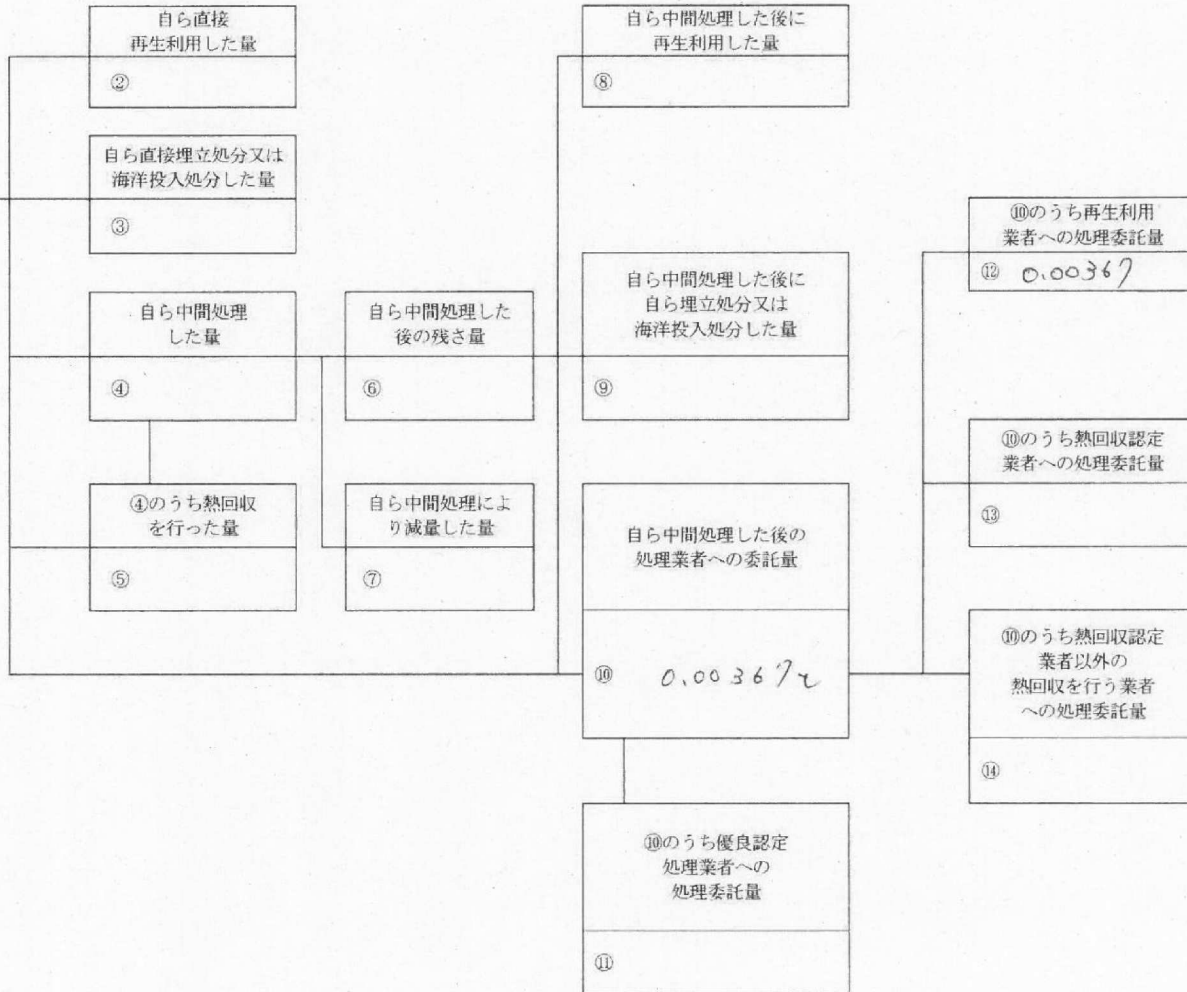 自ら直接
再生利用した量
②
自ら直接埋立処分又は
海洋投入処分した量
③
自ら中間処理
した量
④
④のうち熱回収
を行った量
⑤
自ら中間処理した
後の残さ量
⑥
自ら中間処理によ
り減量した量
⑦
自ら中間処理した後に
再生利用した量
⑧
自ら中間処理した後に
自ら埋立処分又は
海洋投入処分した量
⑨
自ら中間処理した後の
処理業者への委託量
⑩ 0.00367t
⑩のうち優良認定
処理業者への
処理委託量
⑪
⑩のうち再生利用
業者への処理委託量
⑫ 0.00367
⑩のうち熱回収認定
業者への処理委託量
⑬
⑩のうち熱回収認定
業者以外の
熱回収を行う業者
への処理委託量
⑭